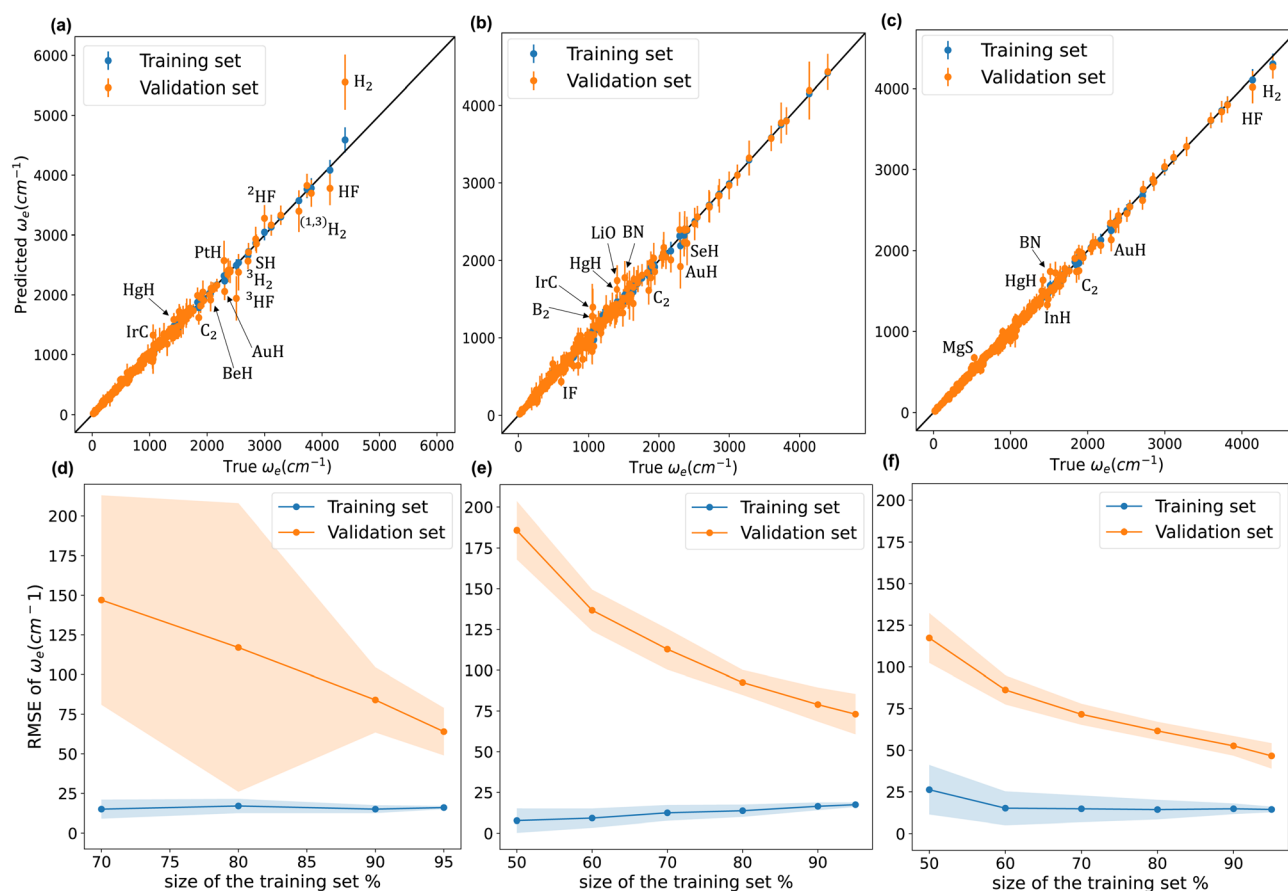 (a)
Training set
Validation set
H₂
²HF
HF
⁽¹,³⁾H₂
PtH
SH
³H₂
³HF
HgH
IrC
C₂
AuH
BeH
6000
5000
4000
3000
2000
1000
0
Predicted ωₑ(cm⁻¹)
0 1000 2000 3000 4000 5000 6000
True ωₑ(cm⁻¹)
(b)
Training set
Validation set
LiO BN
HgH
IrC
B₂
SeH
AuH
C₂
IF
4000
3000
2000
1000
0
0 1000 2000 3000 4000
True ωₑ(cm⁻¹)
(c)
Training set
Validation set
H₂
HF
BN
HgH
AuH
C₂
InH
MgS
4000
3000
2000
1000
0
0 1000 2000 3000 4000
True ωₑ(cm⁻¹)
(d)
Training set
Validation set
200
175
150
125
100
75
50
25
0
RMSE of ωₑ(cm−1)
70 75 80 85 90 95
size of the training set %
(e)
Training set
Validation set
200
175
150
125
100
75
50
25
0
50 60 70 80 90
size of the training set %
(f)
Training set
Validation set
200
175
150
125
100
75
50
25
0
50 60 70 80 90
size of the training set %